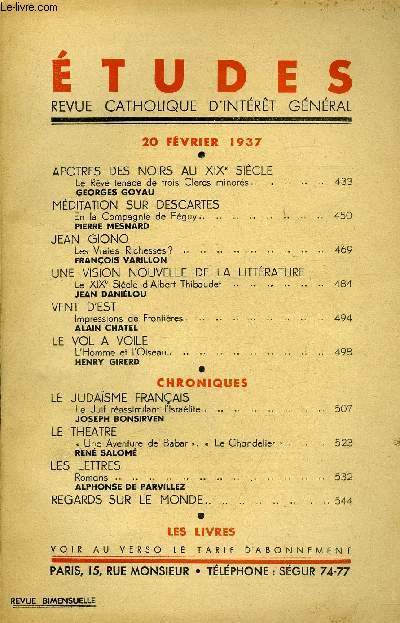 ÉTUDES
REVUE CATHOLIQUE D'INTÉRÊT GÉNÉRAL
20 FÉVRIER 1937
APOTRES DES NOIRS AU XIXe SIÈCLE
Le Rêve tenace de trois Clercs minorés 433
GEORGES GOYAU
MÉDITATION SUR DESCARTES
En la Compagnie de Péguy 450
PIERRE MESNARD
JEAN GIONO
Les Vraies Richesses? 469
FRANÇOIS VARILLON
UNE VISION NOUVELLE DE LA LITTÉRATURE
Le XIXe Siècle d'Albert Thibaudet 484
JEAN DANIÉLOU
VENT D'EST
Impressions de Frontières 494
ALAIN CHATEL
LE VOL A VOILE
L'Homme et l'Oiseau 498
HENRY GIRERD
CHRONIQUES
LE JUDAÏSME FRANÇAIS
Le Juif réassimilant l'Israélite 507
JOSEPH BONSIRVEN
LE THEATRE
« Une Aventure de Babar ». « Le Chandelier » 523
RENÉ SALOMÉ
LES LETTRES
Romans 532
ALPHONSE DE PARVILLEZ
REGARDS SUR LE MONDE 544
LES LIVRES
VOIR AU VERSO LE TARIF D'ABONNEMENT
PARIS, 15, RUE MONSIEUR • TÉLÉPHONE : SÉGUR 74-77
REVUE BIMENSUELLE